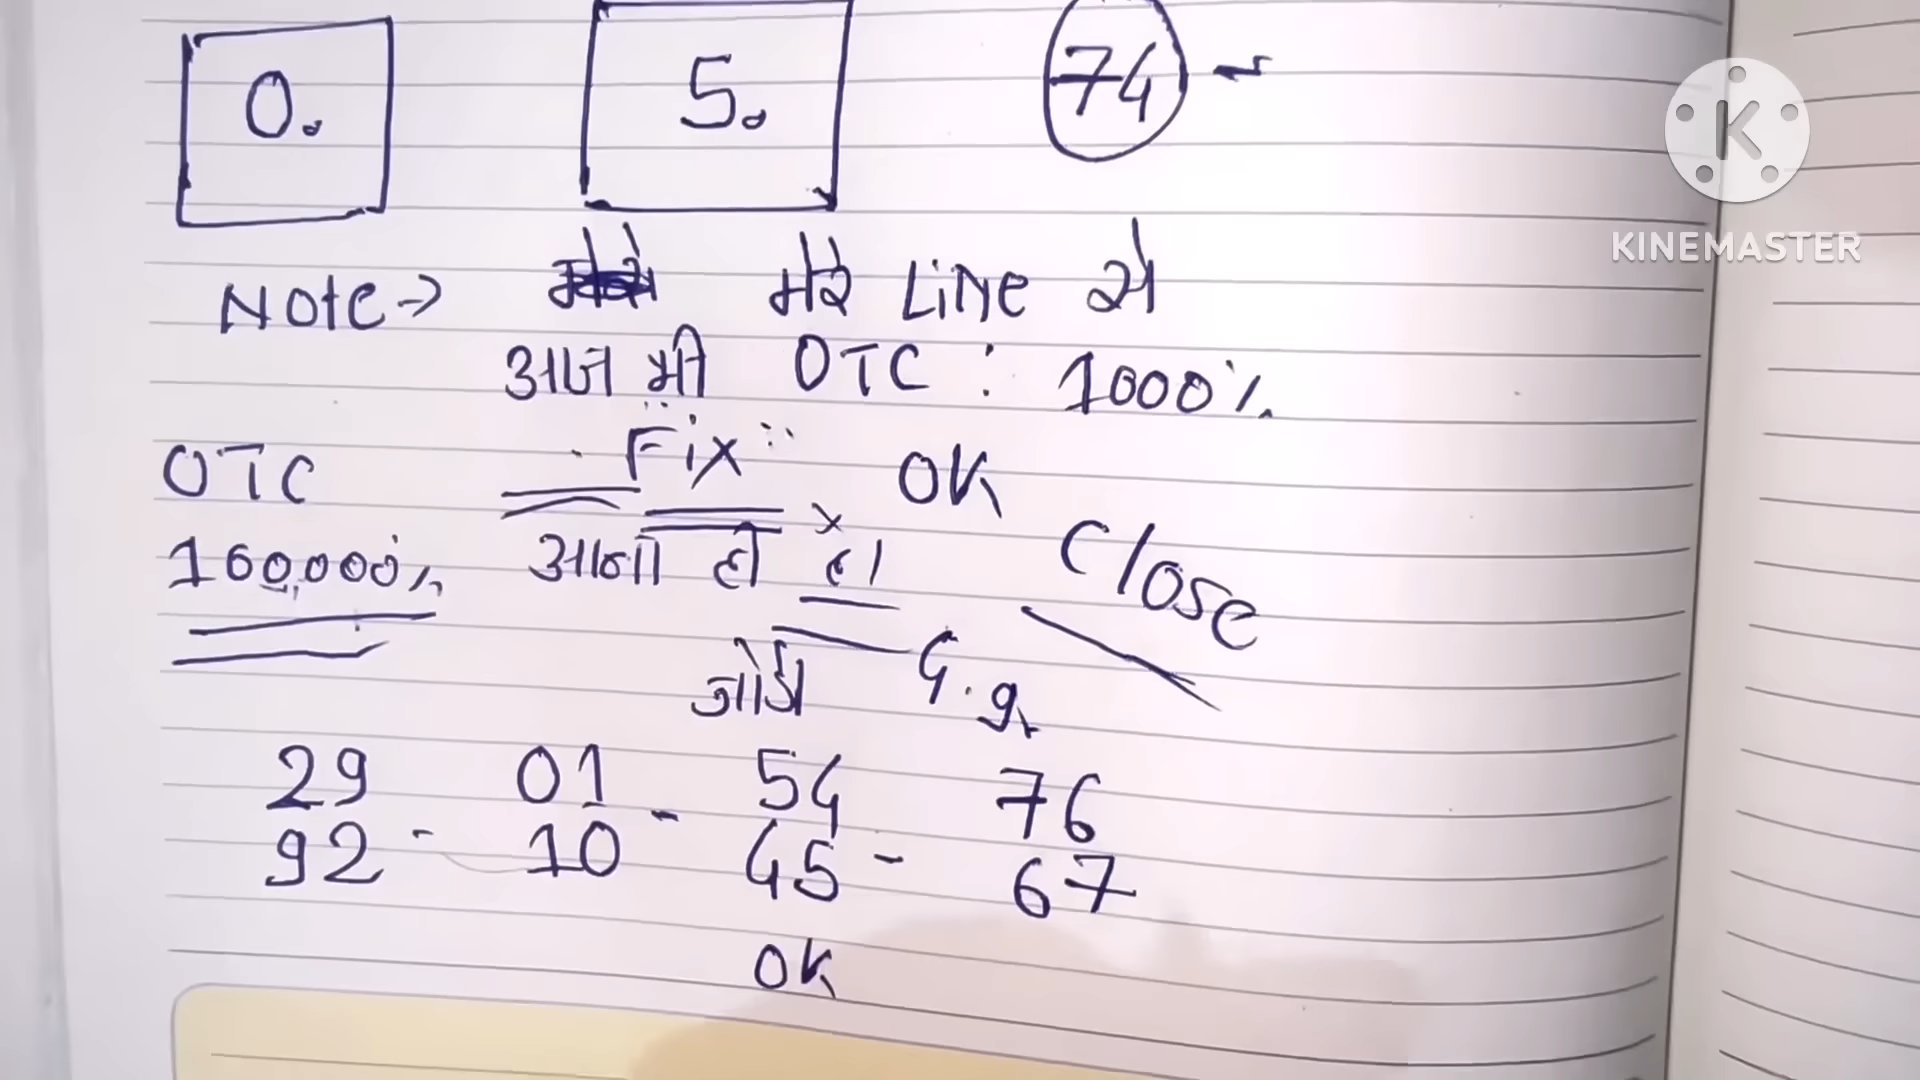 0. 5. 74 -
KINEMASTER
Note → मेरे Line से
आज भी OTC : 1000%
OTC Fix OK
100,000% आना ही है। Close
जोडी
29 01 54 76
92 - 10 - 45 - 67
OK